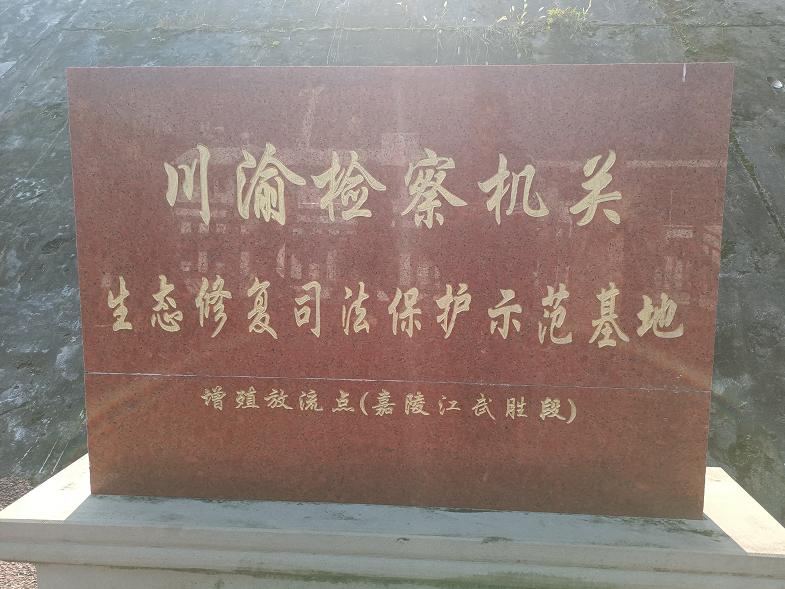 川渝检察机关
生态修复司法保护示范基地
增殖放流点(嘉陵江武胜段)